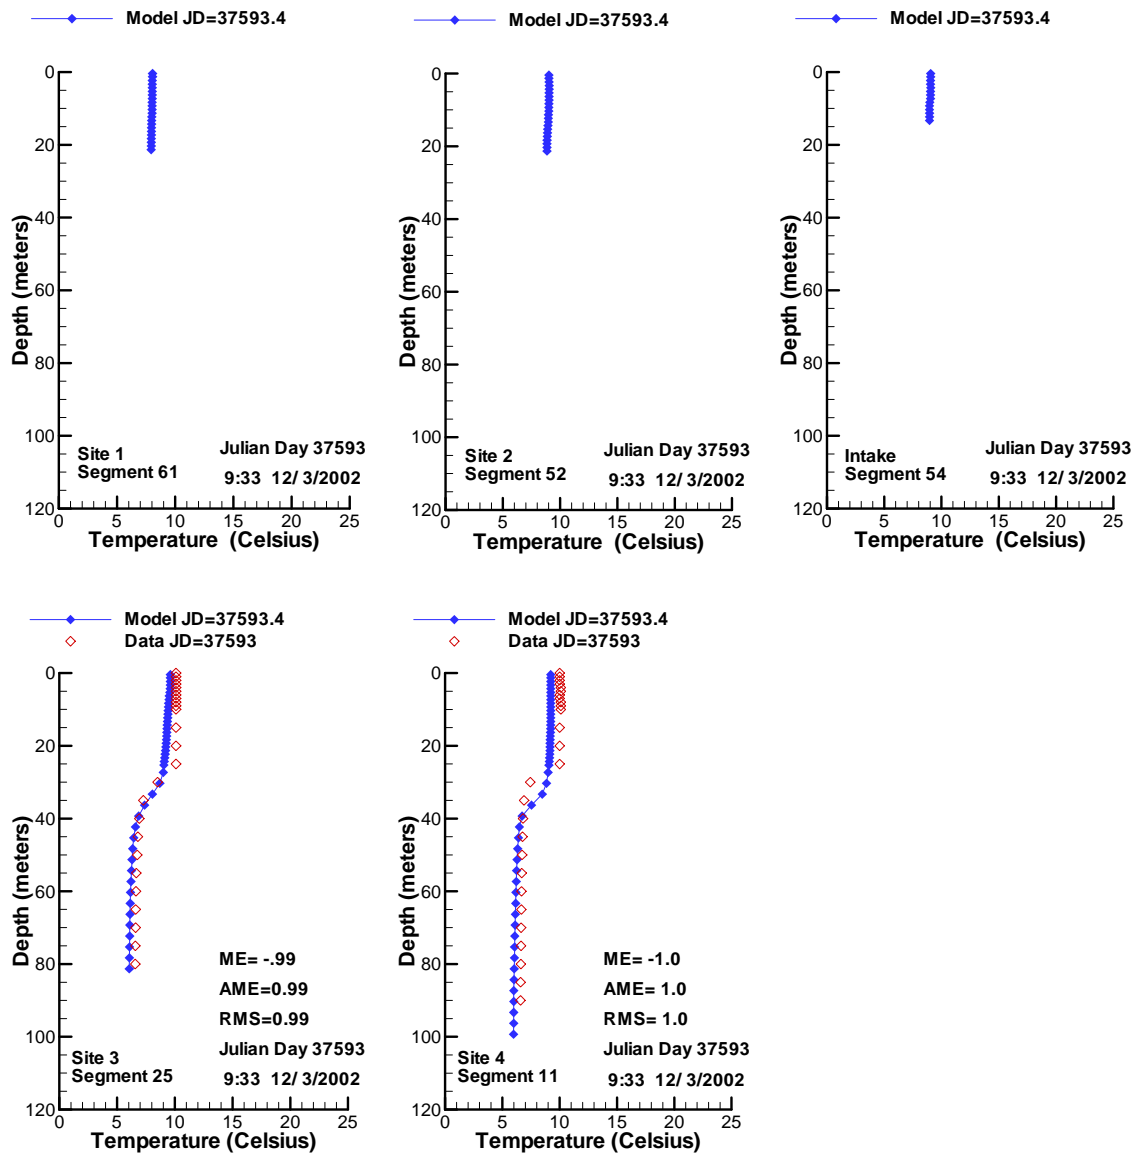 Model JD=37593.4
0
20
40
60
80
100
120
Depth (meters)
Site 1
Segment 61
Julian Day 37593
9:33 12/ 3/2002
0 5 10 15 20 25
Temperature (Celsius)
Model JD=37593.4
0
20
40
60
80
100
120
Depth (meters)
Site 2
Segment 52
Julian Day 37593
9:33 12/ 3/2002
0 5 10 15 20 25
Temperature (Celsius)
Model JD=37593.4
0
20
40
60
80
100
120
Depth (meters)
Intake
Segment 54
Julian Day 37593
9:33 12/ 3/2002
0 5 10 15 20 25
Temperature (Celsius)
Model JD=37593.4
Data JD=37593
0
20
40
60
80
100
120
Depth (meters)
ME= -.99
AME=0.99
RMS=0.99
Site 3
Segment 25
Julian Day 37593
9:33 12/ 3/2002
0 5 10 15 20 25
Temperature (Celsius)
Model JD=37593.4
Data JD=37593
0
20
40
60
80
100
120
Depth (meters)
ME= -1.0
AME= 1.0
RMS= 1.0
Site 4
Segment 11
Julian Day 37593
9:33 12/ 3/2002
0 5 10 15 20 25
Temperature (Celsius)